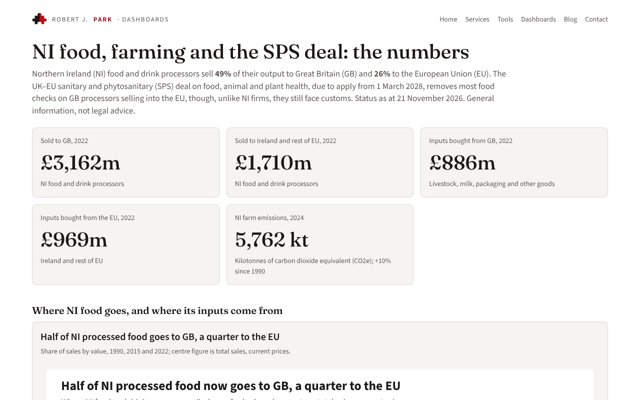 ROBERT J. PARK · DASHBOARDS
Home Services Tools Dashboards Blog Contact
NI food, farming and the SPS deal: the numbers
Northern Ireland (NI) food and drink processors sell 49% of their output to Great Britain (GB) and 26% to the European Union (EU). The
UK–EU sanitary and phytosanitary (SPS) deal on food, animal and plant health, due to apply from 1 March 2028, removes most food
checks on GB processors selling into the EU, though, unlike NI firms, they still face customs. Status as at 21 November 2026. General
information, not legal advice.
Sold to GB, 2022
£3,162m
NI food and drink processors
Sold to Ireland and rest of EU, 2022
£1,710m
NI food and drink processors
Inputs bought from GB, 2022
£886m
Livestock, milk, packaging and other goods
Inputs bought from the EU, 2022
£969m
Ireland and rest of EU
NI farm emissions, 2024
5,762 kt
Kilotonnes of carbon dioxide equivalent (CO2e); +10%
since 1990
Where NI food goes, and where its inputs come from
Half of NI processed food goes to GB, a quarter to the EU
Share of sales by value, 1990, 2015 and 2022; centre figure is total sales, current prices.
Half of NI processed food now goes to GB, a quarter to the EU